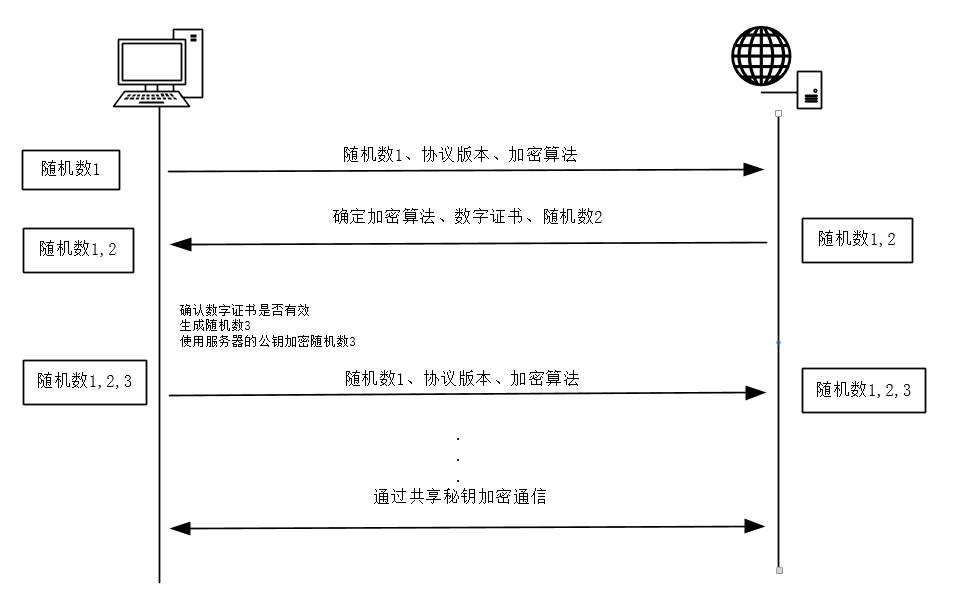 随机数1、协议版本、加密算法
随机数1
确定加密算法、数字证书、随机数2
随机数1,2
随机数1,2
确认数字证书是否有效
生成随机数3
使用服务器的公钥加密随机数3
随机数1,2,3
随机数1、协议版本、加密算法
随机数1,2,3
.
.
.
通过共享秘钥加密通信